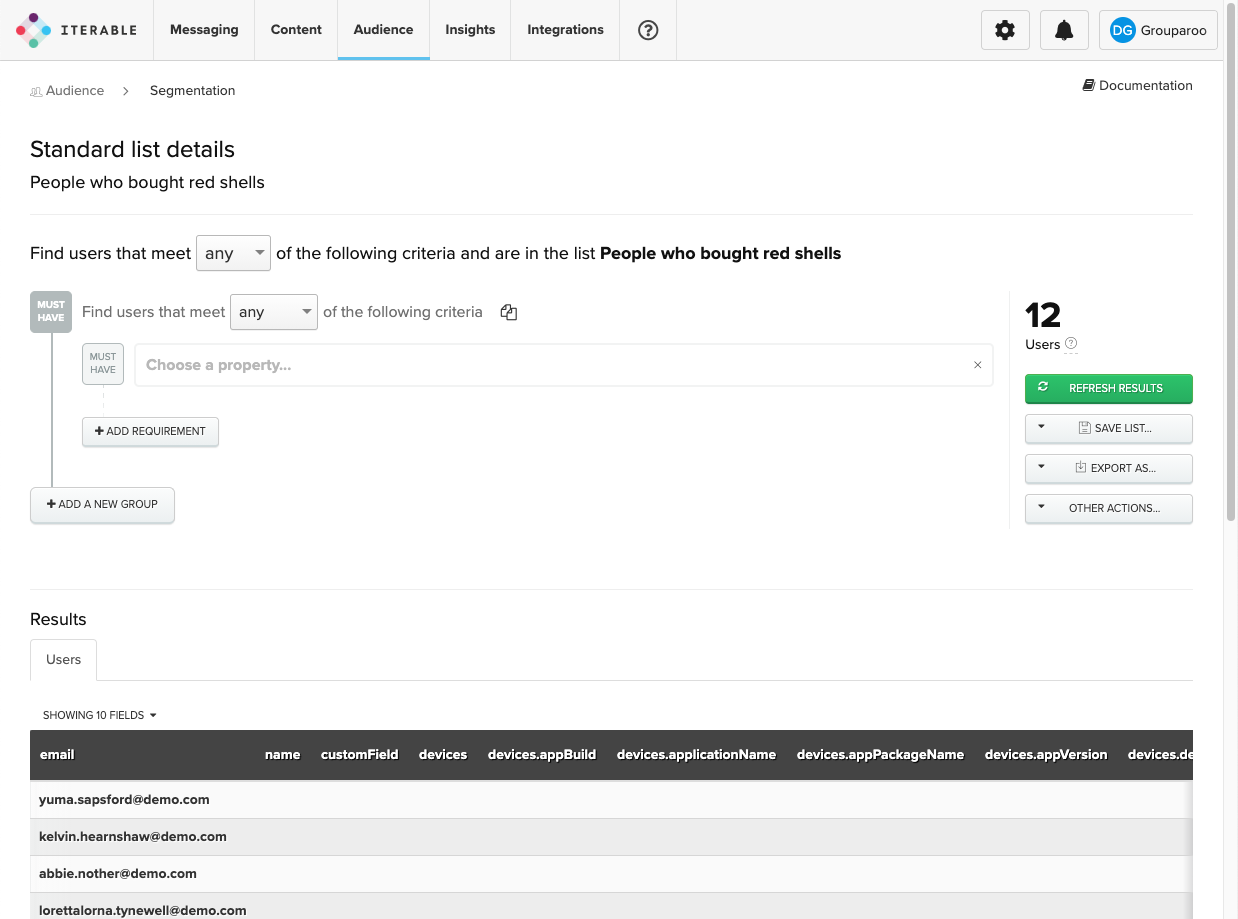 ITERABLE
Messaging
Content
Audience
Insights
Integrations
?
DG Grouparoo
Audience > Segmentation
Documentation
Standard list details
People who bought red shells
Find users that meet any of the following criteria and are in the list People who bought red shells
MUST HAVE
Find users that meet any of the following criteria
MUST HAVE
Choose a property... ×
+ ADD REQUIREMENT
+ ADD A NEW GROUP
12
Users ?
REFRESH RESULTS
SAVE LIST...
EXPORT AS...
OTHER ACTIONS...
Results
Users
SHOWING 10 FIELDS
email name customField devices devices.appBuild devices.applicationName devices.appPackageName devices.appVersion devices.de
yuma.sapsford@demo.com
kelvin.hearnshaw@demo.com
abbie.nother@demo.com
lorettalorna.tynewell@demo.com